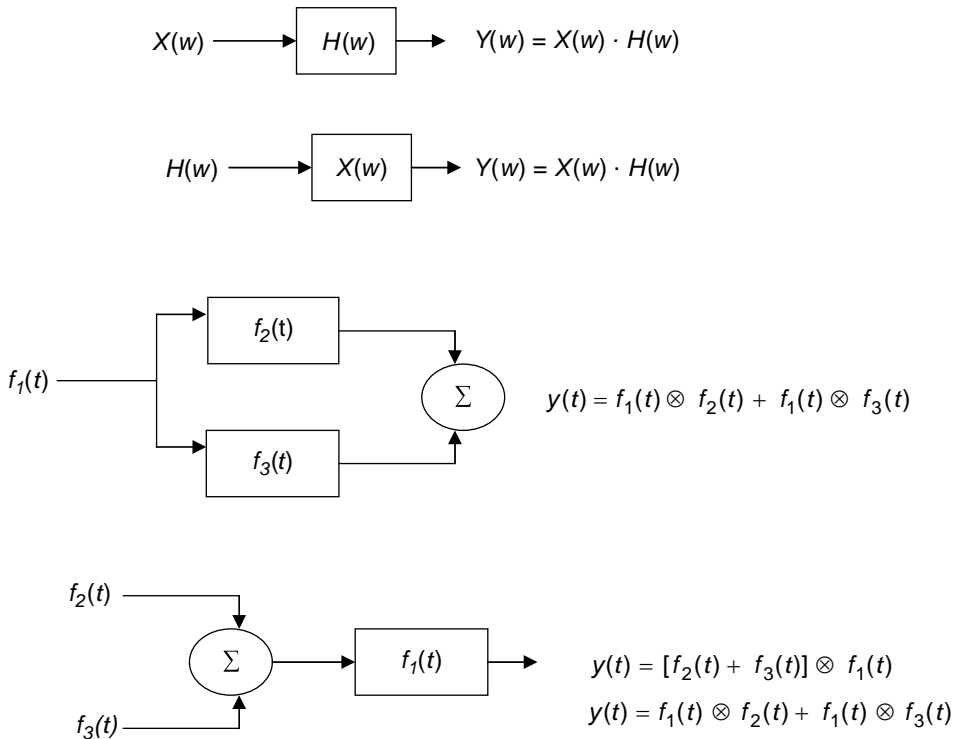 X(w) H(w) Y(w) = X(w) · H(w)
H(w) X(w) Y(w) = X(w) · H(w)
f₂(t)
f₁(t) Σ y(t) = f₁(t) ⊗ f₂(t) + f₁(t) ⊗ f₃(t)
f₃(t)
f₂(t)
Σ f₁(t) y(t) = [f₂(t) + f₃(t)] ⊗ f₁(t)
f₃(t) y(t) = f₁(t) ⊗ f₂(t) + f₁(t) ⊗ f₃(t)